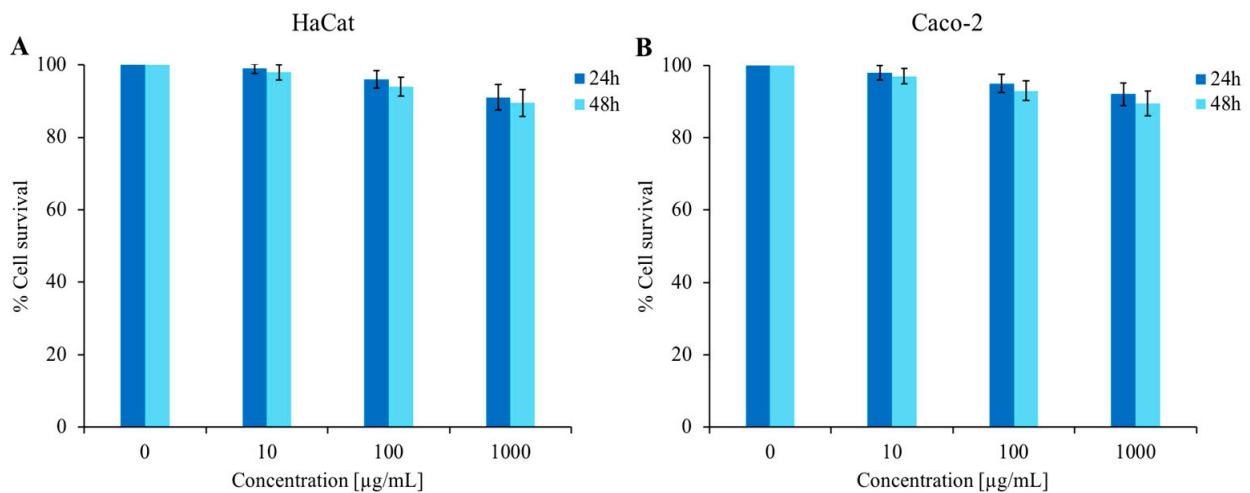 A
HaCat
100
80
60
40
20
0
% Cell survival
24h
48h
0 10 100 1000
Concentration [µg/mL]
B
Caco-2
100
80
60
40
20
0
% Cell survival
24h
48h
0 10 100 1000
Concentration [µg/mL]